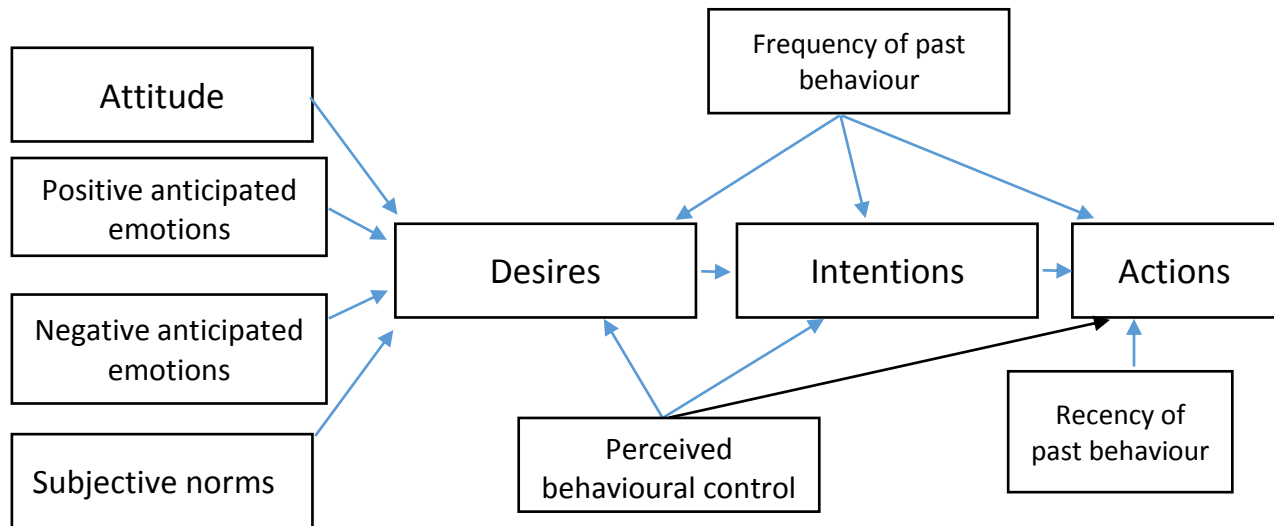 Attitude
Positive anticipated
emotions
Negative anticipated
emotions
Subjective norms
Desires
Frequency of past
behaviour
Intentions
Actions
Perceived
behavioural control
Recency of
past behaviour